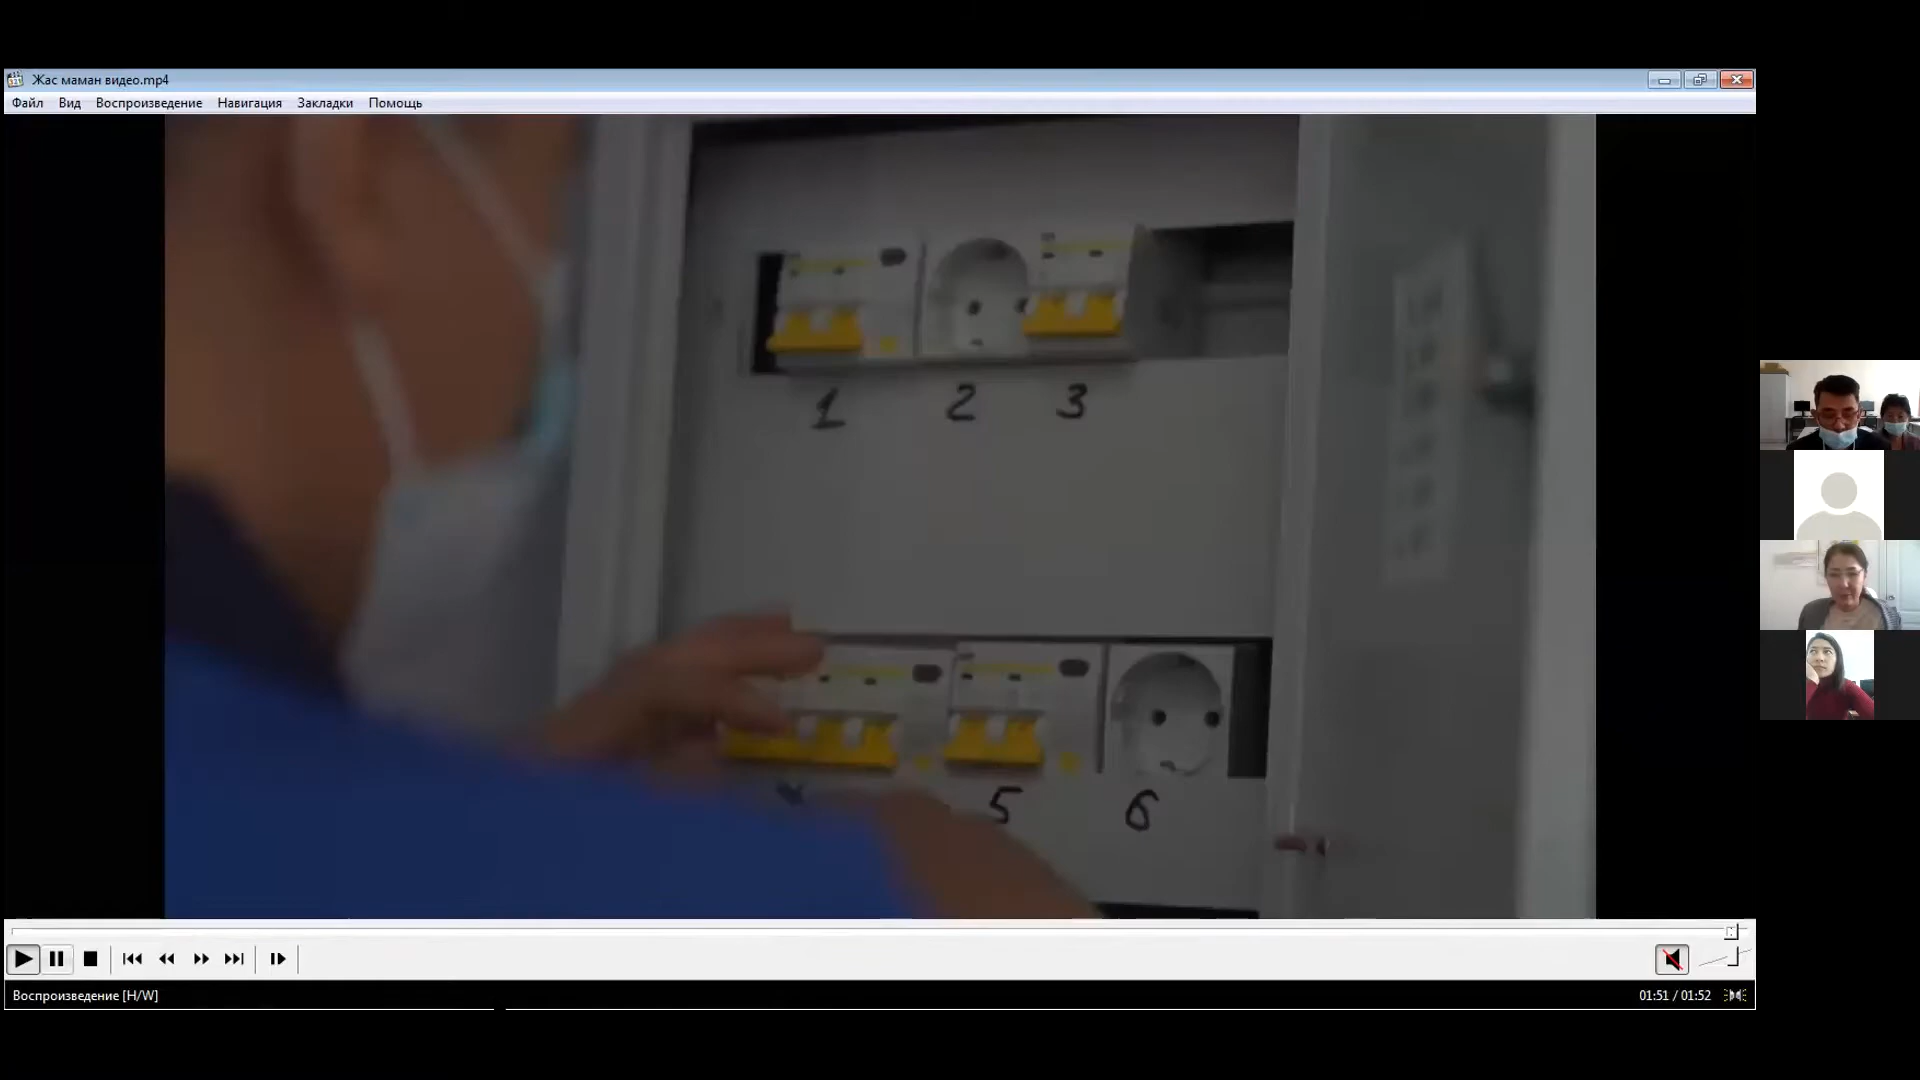 Жас маман видео.mp4
Файл Вид Воспроизведение Навигация Закладки Помощь
1 2 3
5 6
Воспроизведение [H/W]
01:51 / 01:52